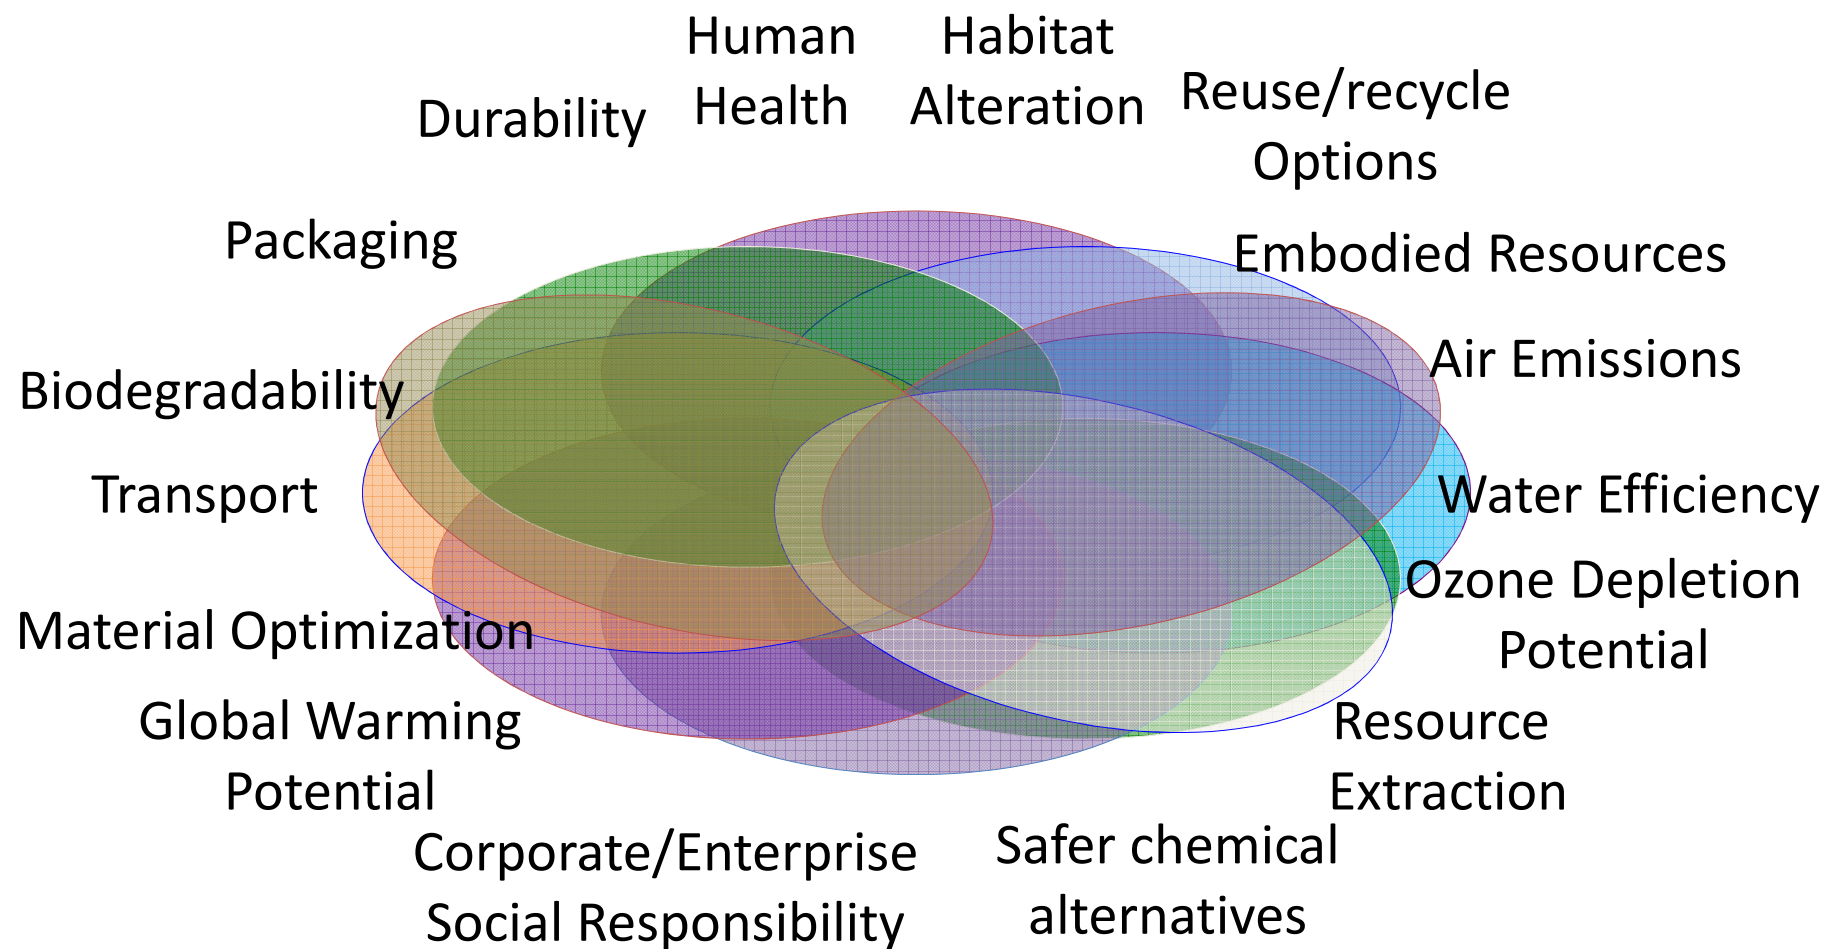 Human
Health
Habitat
Alteration
Durability
Reuse/recycle
Options
Packaging
Embodied Resources
Biodegradability
Air Emissions
Transport
Water Efficiency
Ozone Depletion
Potential
Material Optimization
Global Warming
Potential
Resource
Extraction
Corporate/Enterprise
Social Responsibility
Safer chemical
alternatives